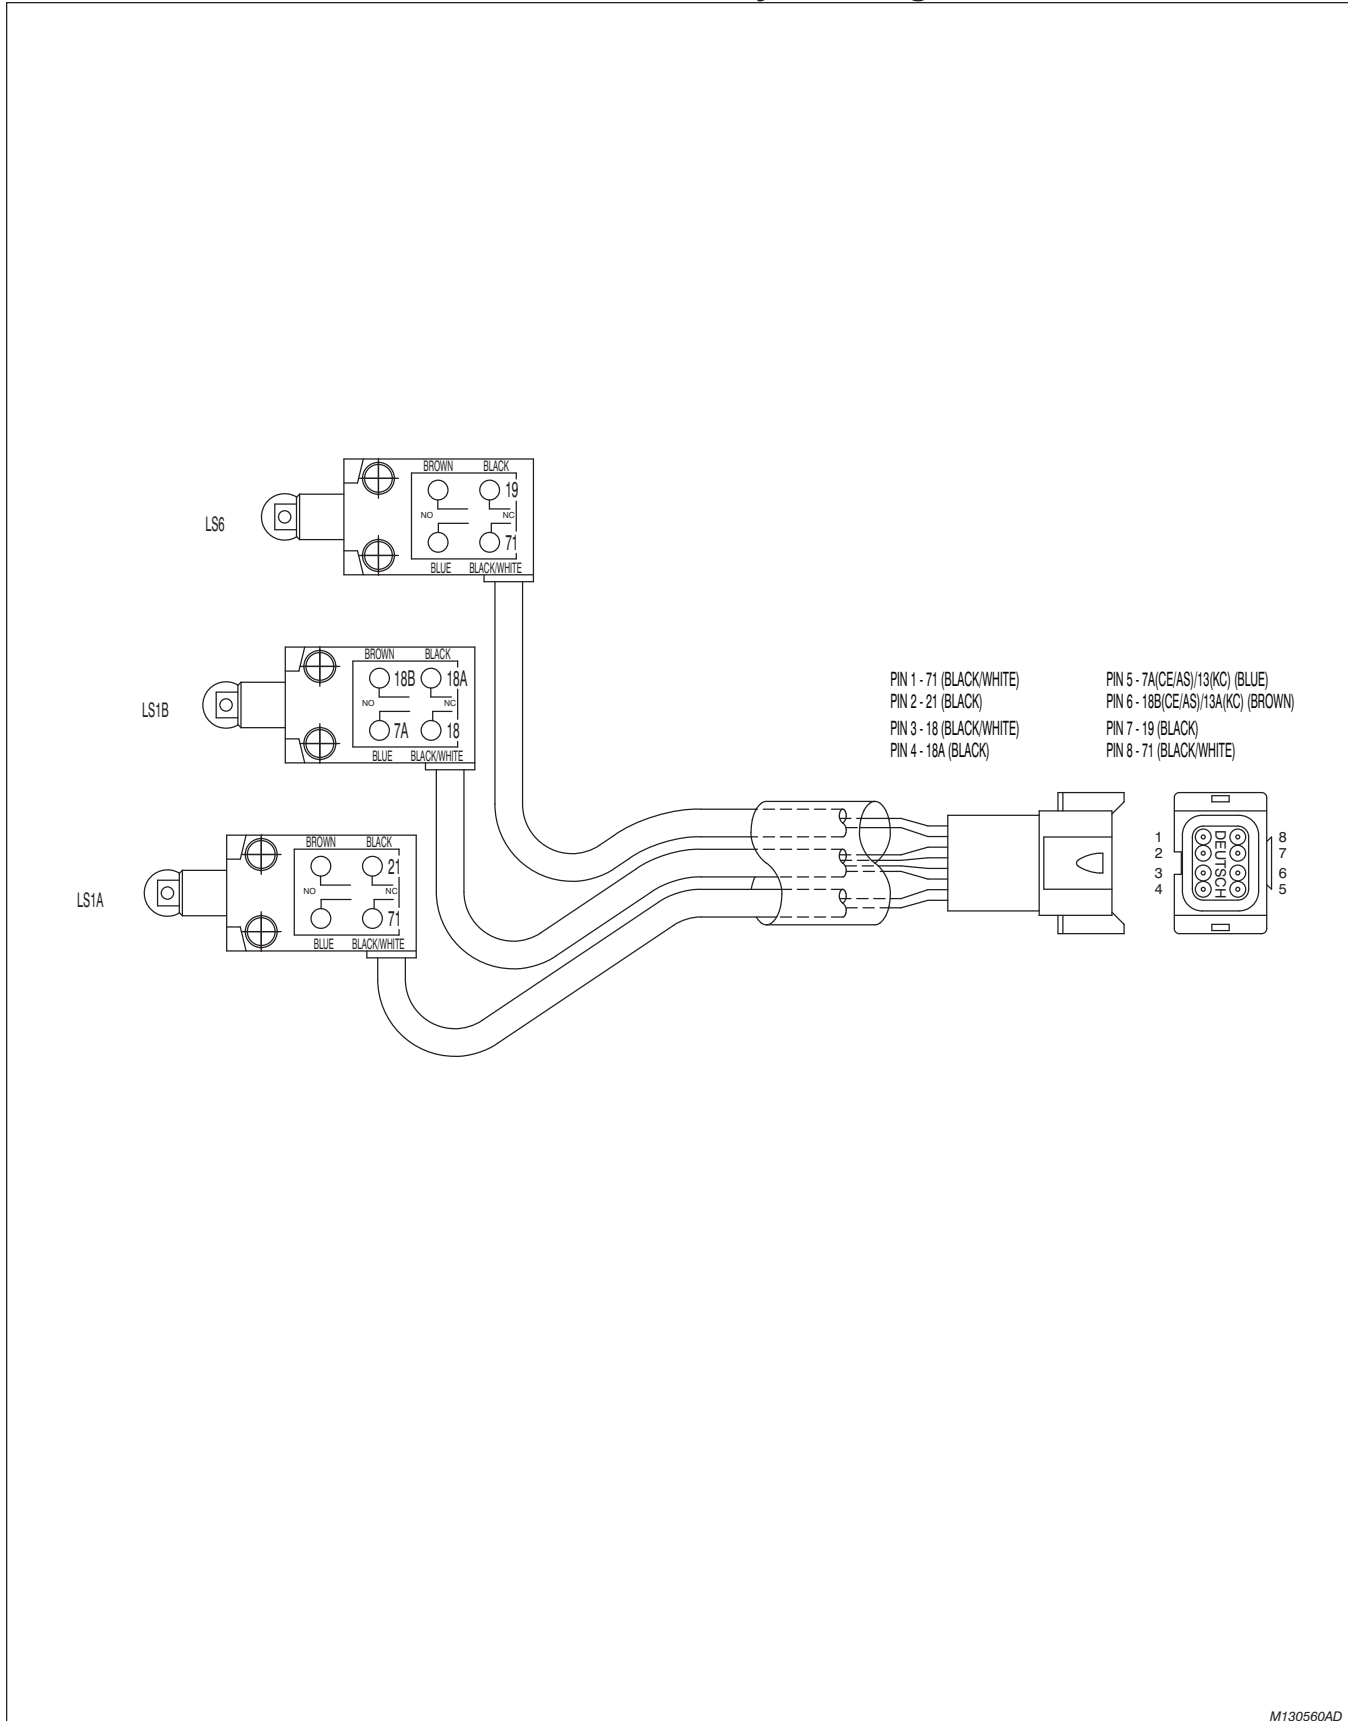 BROWN BLACK
19
LS6
NO NC
71
BLUE BLACK/WHITE
BROWN BLACK
18B 18A
LS1B
NO NC
7A 18
BLUE BLACK/WHITE
BROWN BLACK
21
LS1A
NO NC
71
BLUE BLACK/WHITE
PIN 1 - 71 (BLACK/WHITE)
PIN 2 - 21 (BLACK)
PIN 3 - 18 (BLACK/WHITE)
PIN 4 - 18A (BLACK)
PIN 5 - 7A(CE/AS)/13(KC) (BLUE)
PIN 6 - 18B(CE/AS)/13A(KC) (BROWN)
PIN 7 - 19 (BLACK)
PIN 8 - 71 (BLACK/WHITE)
1 8
2 7
3 6
4 5
DEUTSCH
M130560AD